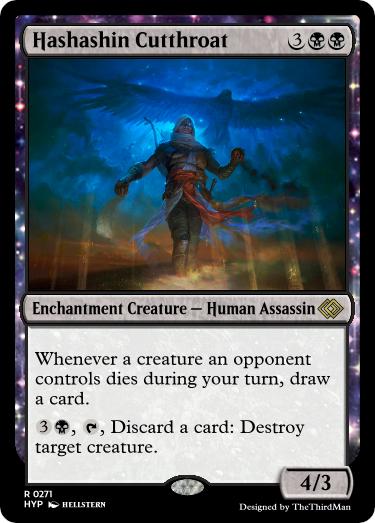 Hashashin Cutthroat 3
Enchantment Creature — Human Assassin
Whenever a creature an opponent
controls dies during your turn, draw
a card.
3 , , Discard a card: Destroy
target creature.
4/3
R 0271
HYP HELLSTERN
Designed by TheThirdMan